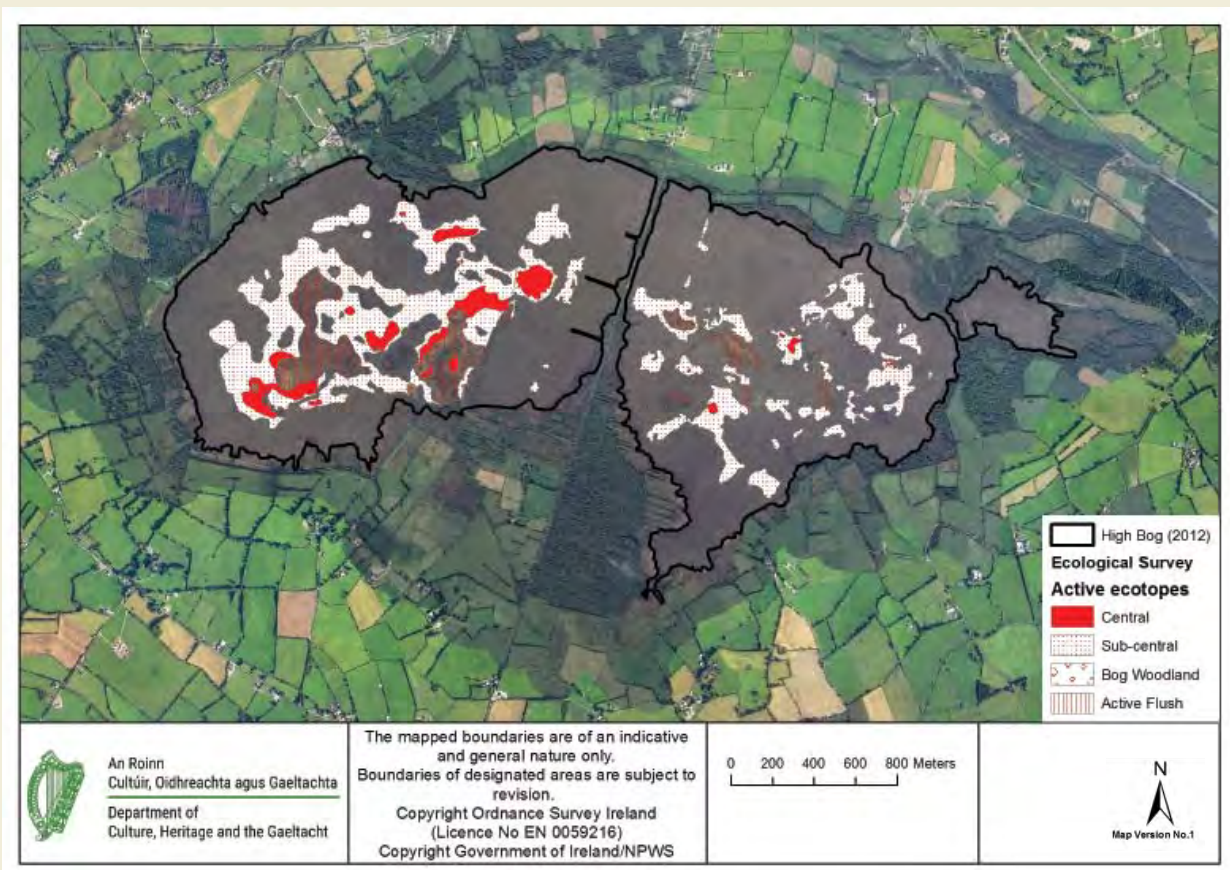 High Bog (2012)
Ecological Survey
Active ecotopes
Central
Sub-central
Bog Woodland
Active Flush
An Roinn
Cultúir, Oidhreachta agus Gaeltachta
Department of
Culture, Heritage and the Gaeltacht
The mapped boundaries are of an indicative
and general nature only.
Boundaries of designated areas are subject to
revision.
Copyright Ordnance Survey Ireland
(Licence No EN 0059216)
Copyright Government of Ireland/NPWS
0 200 400 600 800 Meters
N
Map Version No.1